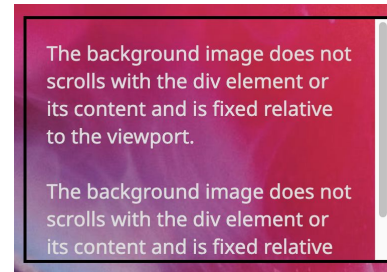 The background image does not
scrolls with the div element or
its content and is fixed relative
to the viewport.
The background image does not
scrolls with the div element or
its content and is fixed relative